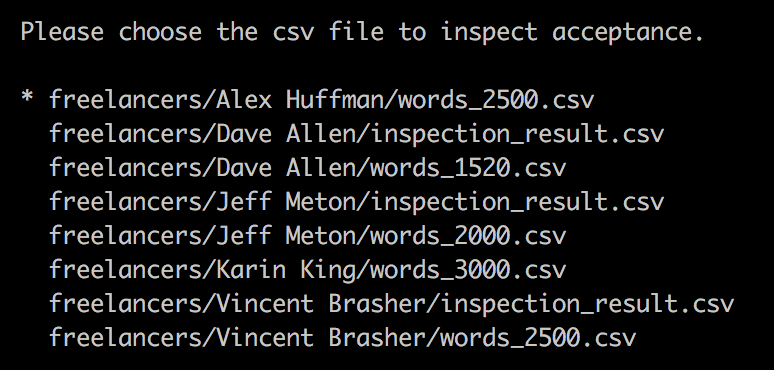 Please choose the csv file to inspect acceptance.
* freelancers/Alex Huffman/words_2500.csv
freelancers/Dave Allen/inspection_result.csv
freelancers/Dave Allen/words_1520.csv
freelancers/Jeff Meton/inspection_result.csv
freelancers/Jeff Meton/words_2000.csv
freelancers/Karin King/words_3000.csv
freelancers/Vincent Brasher/inspection_result.csv
freelancers/Vincent Brasher/words_2500.csv